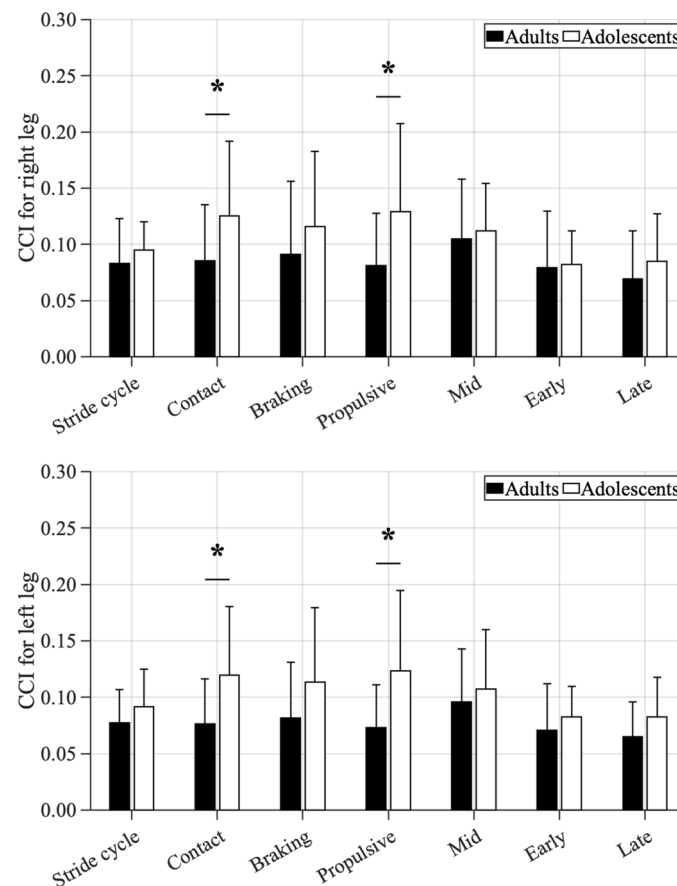 Adults Adolescents
0.30
0.25
0.20
0.15
0.10
0.05
0.00
CCI for right leg
*
*
Stride cycle
Contact
Braking
Propulsive
Mid
Early
Late
Adults Adolescents
0.30
0.25
0.20
0.15
0.10
0.05
0.00
CCI for left leg
*
*
Stride cycle
Contact
Braking
Propulsive
Mid
Early
Late